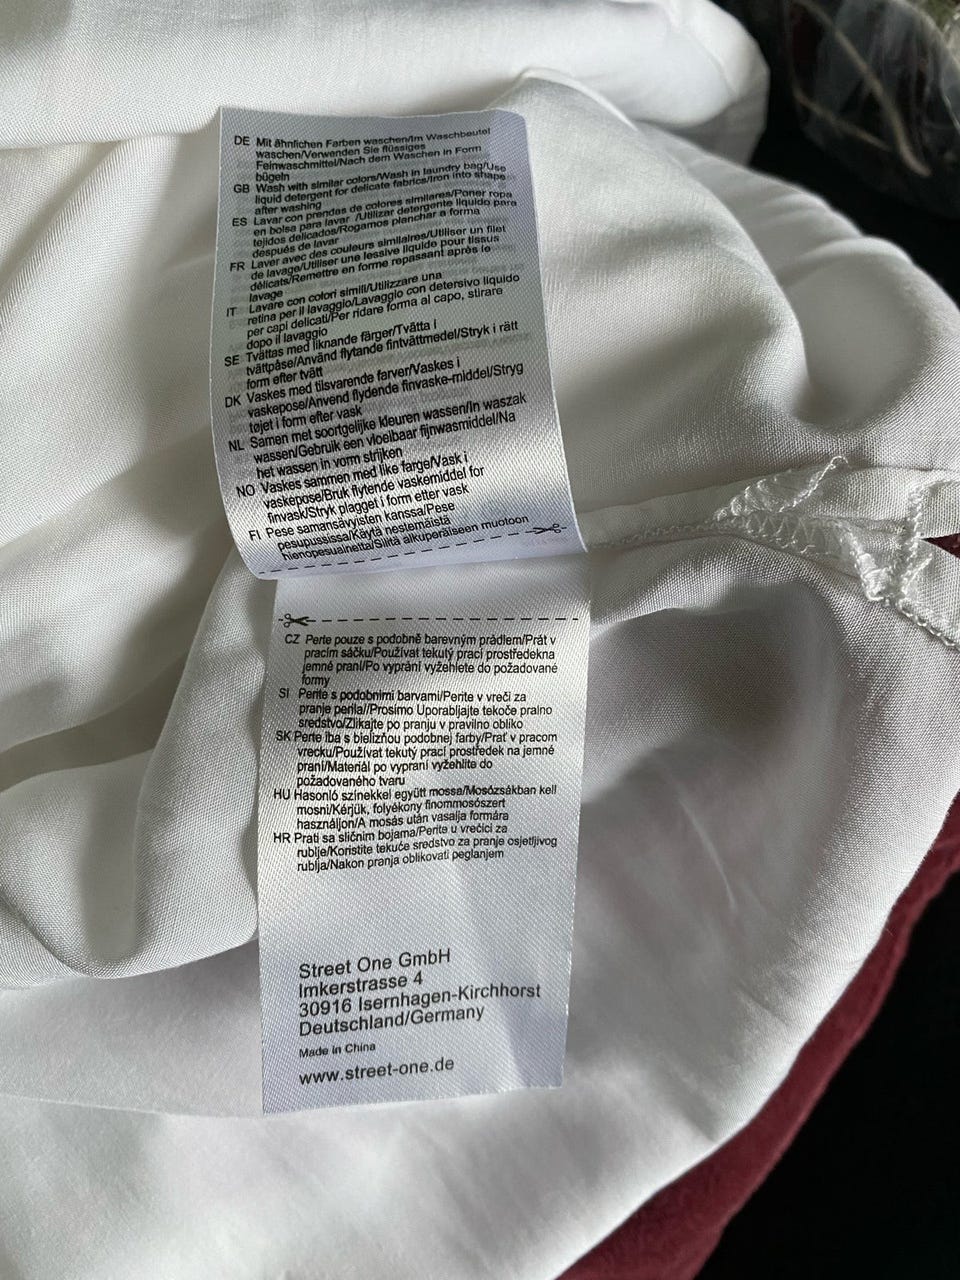 DE Mit ähnlichen Farben waschen/Im Waschbeutel
waschen/Verwenden Sie flüssiges
Feinwaschmittel/Nach dem Waschen in Form
bügeln
GB Wash with similar colors/Wash in laundry bag/Use
liquid detergent for delicate fabrics/Iron into shape
after washing
ES Lavar con prendas de colores similares/Poner ropa
en bolsa para lavar /Utilizar detergente líquido para
tejidos delicados/Rogamos planchar a forma
después de lavar
FR Laver avec des couleurs similaires/Utiliser un filet
de lavage/Utiliser une lessive liquide pour tissus
délicats/Remettre en forme repassant après le
lavage
IT Lavare con colori simili/Utilizzare una
retina per il lavaggio/Lavaggio con detersivo liquido
per capi delicati/Per ridare forma al capo, stirare
dopo il lavaggio
SE Tvättas med liknande färger/Tvätta i
tvättpåse/Använd flytande fintvättmedel/Stryk i rätt
form efter tvätt
DK Vaskes med tilsvarende farver/Vaskes i
vaskepose/Anvend flydende finvaske-middel/Stryg
tøjet i form efter vask
NL Samen met soortgelijke kleuren wassen/In waszak
wassen/Gebruik een vloeibaar fijnwasmiddel/Na
het wassen in vorm strijken
NO Vaskes sammen med like farge/Vask i
vaskepose/Bruk flytende vaskemiddel for
finvask/Stryk plagget i form etter vask
FI Pese samansävyisten kanssa/Pese
pesupussissa/Käytä nestemäistä
hienopesuainetta/Silitä alkuperäiseen muotoon
CZ Perte pouze s podobně barevným prádlem/Prát v
pracím sáčku/Používat tekutý prací prostředekna
jemné praní/Po vyprání vyžehlete do požadované
formy
SI Perite s podobnimi barvami/Perite v vreči za
pranje perila//Prosimo Uporabljajte tekoče pralno
sredstvo/Zlikajte po pranju v pravilno obliko
SK Perte iba s bielizňou podobnej farby/Prať v pracom
vrecku/Používat tekutý prací prostředek na jemné
praní/Materiál po vypraní vyžehlite do
požadovaného tvaru
HU Hasonló színekkel együtt mossa/Mosózsákban kell
mosni/Kérjük, folyékony finommosószert
használjon/A mosás után vasalja formára
HR Prati sa sličnim bojama/Perite u vrećici za
rublje/Koristite tekuće sredstvo za pranje osjetljivog
rublja/Nakon pranja oblikovati peglanjem
Street One GmbH
Imkerstrasse 4
30916 Isernhagen-Kirchhorst
Deutschland/Germany
Made in China
www.street-one.de